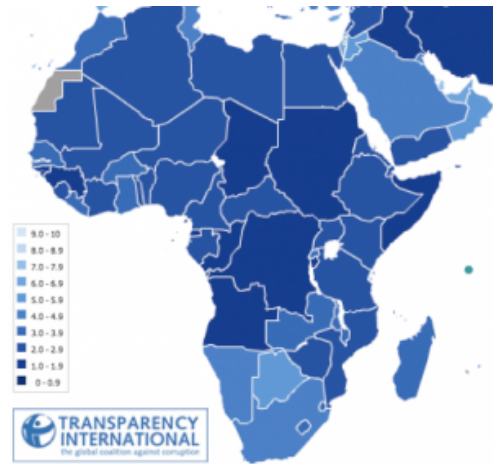 9.0 - 10
8.0 - 8.9
7.0 - 7.9
6.0 - 6.9
5.0 - 5.9
4.0 - 4.9
3.0 - 3.9
2.0 - 2.9
1.0 - 1.9
0 - 0.9
TRANSPARENCY
INTERNATIONAL
the global coalition against corruption